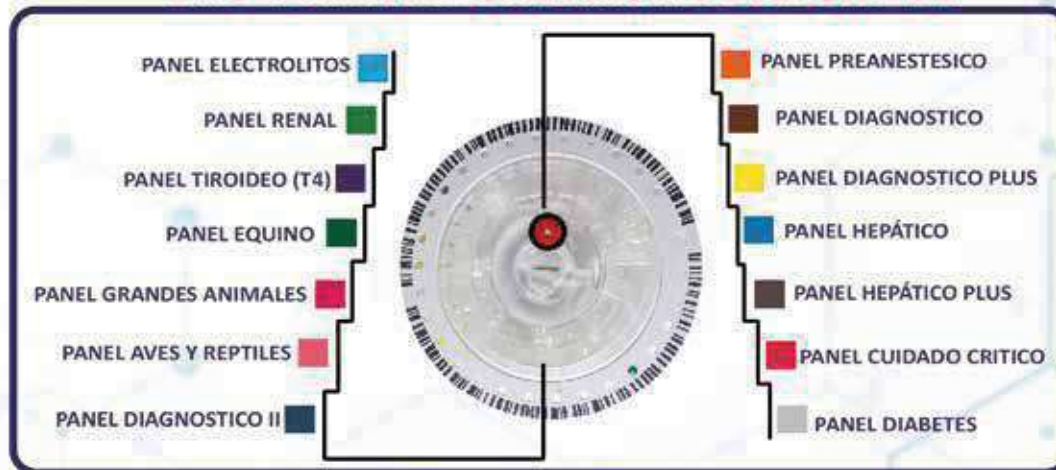 PANEL ELECTROLITOS
PANEL RENAL
PANEL TIROIDEO (T4)
PANEL EQUINO
PANEL GRANDES ANIMALES
PANEL AVES Y REPTILES
PANEL DIAGNOSTICO II
PANEL PREANESTESICO
PANEL DIAGNOSTICO
PANEL DIAGNOSTICO PLUS
PANEL HEPÁTICO
PANEL HEPÁTICO PLUS
PANEL CUIDADO CRITICO
PANEL DIABETES